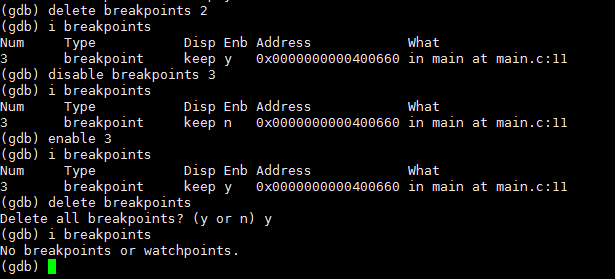 (gdb) delete breakpoints 2
(gdb) i breakpoints
Num     Type           Disp Enb Address            What
3       breakpoint     keep y   0x0000000000400660 in main at main.c:11
(gdb) disable breakpoints 3
(gdb) i breakpoints
Num     Type           Disp Enb Address            What
3       breakpoint     keep n   0x0000000000400660 in main at main.c:11
(gdb) enable 3
(gdb) i breakpoints
Num     Type           Disp Enb Address            What
3       breakpoint     keep y   0x0000000000400660 in main at main.c:11
(gdb) delete breakpoints
Delete all breakpoints? (y or n) y
(gdb) i breakpoints
No breakpoints or watchpoints.
(gdb)